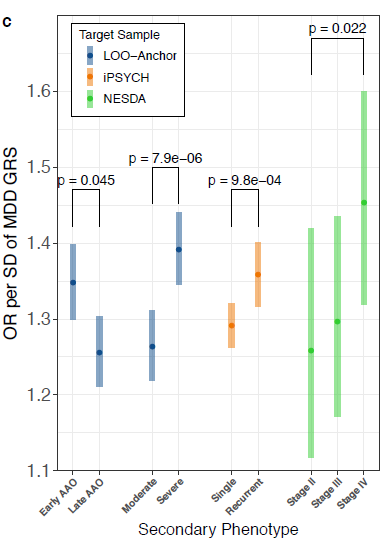 c
Target Sample
LOO–Anchor
iPSYCH
NESDA
p = 0.022
p = 7.9e−06
p = 0.045
p = 9.8e−04
OR per SD of MDD GRS
1.6
1.5
1.4
1.3
1.2
1.1
Early AAO
Late AAO
Moderate
Severe
Single
Recurrent
Stage II
Stage III
Stage IV
Secondary Phenotype